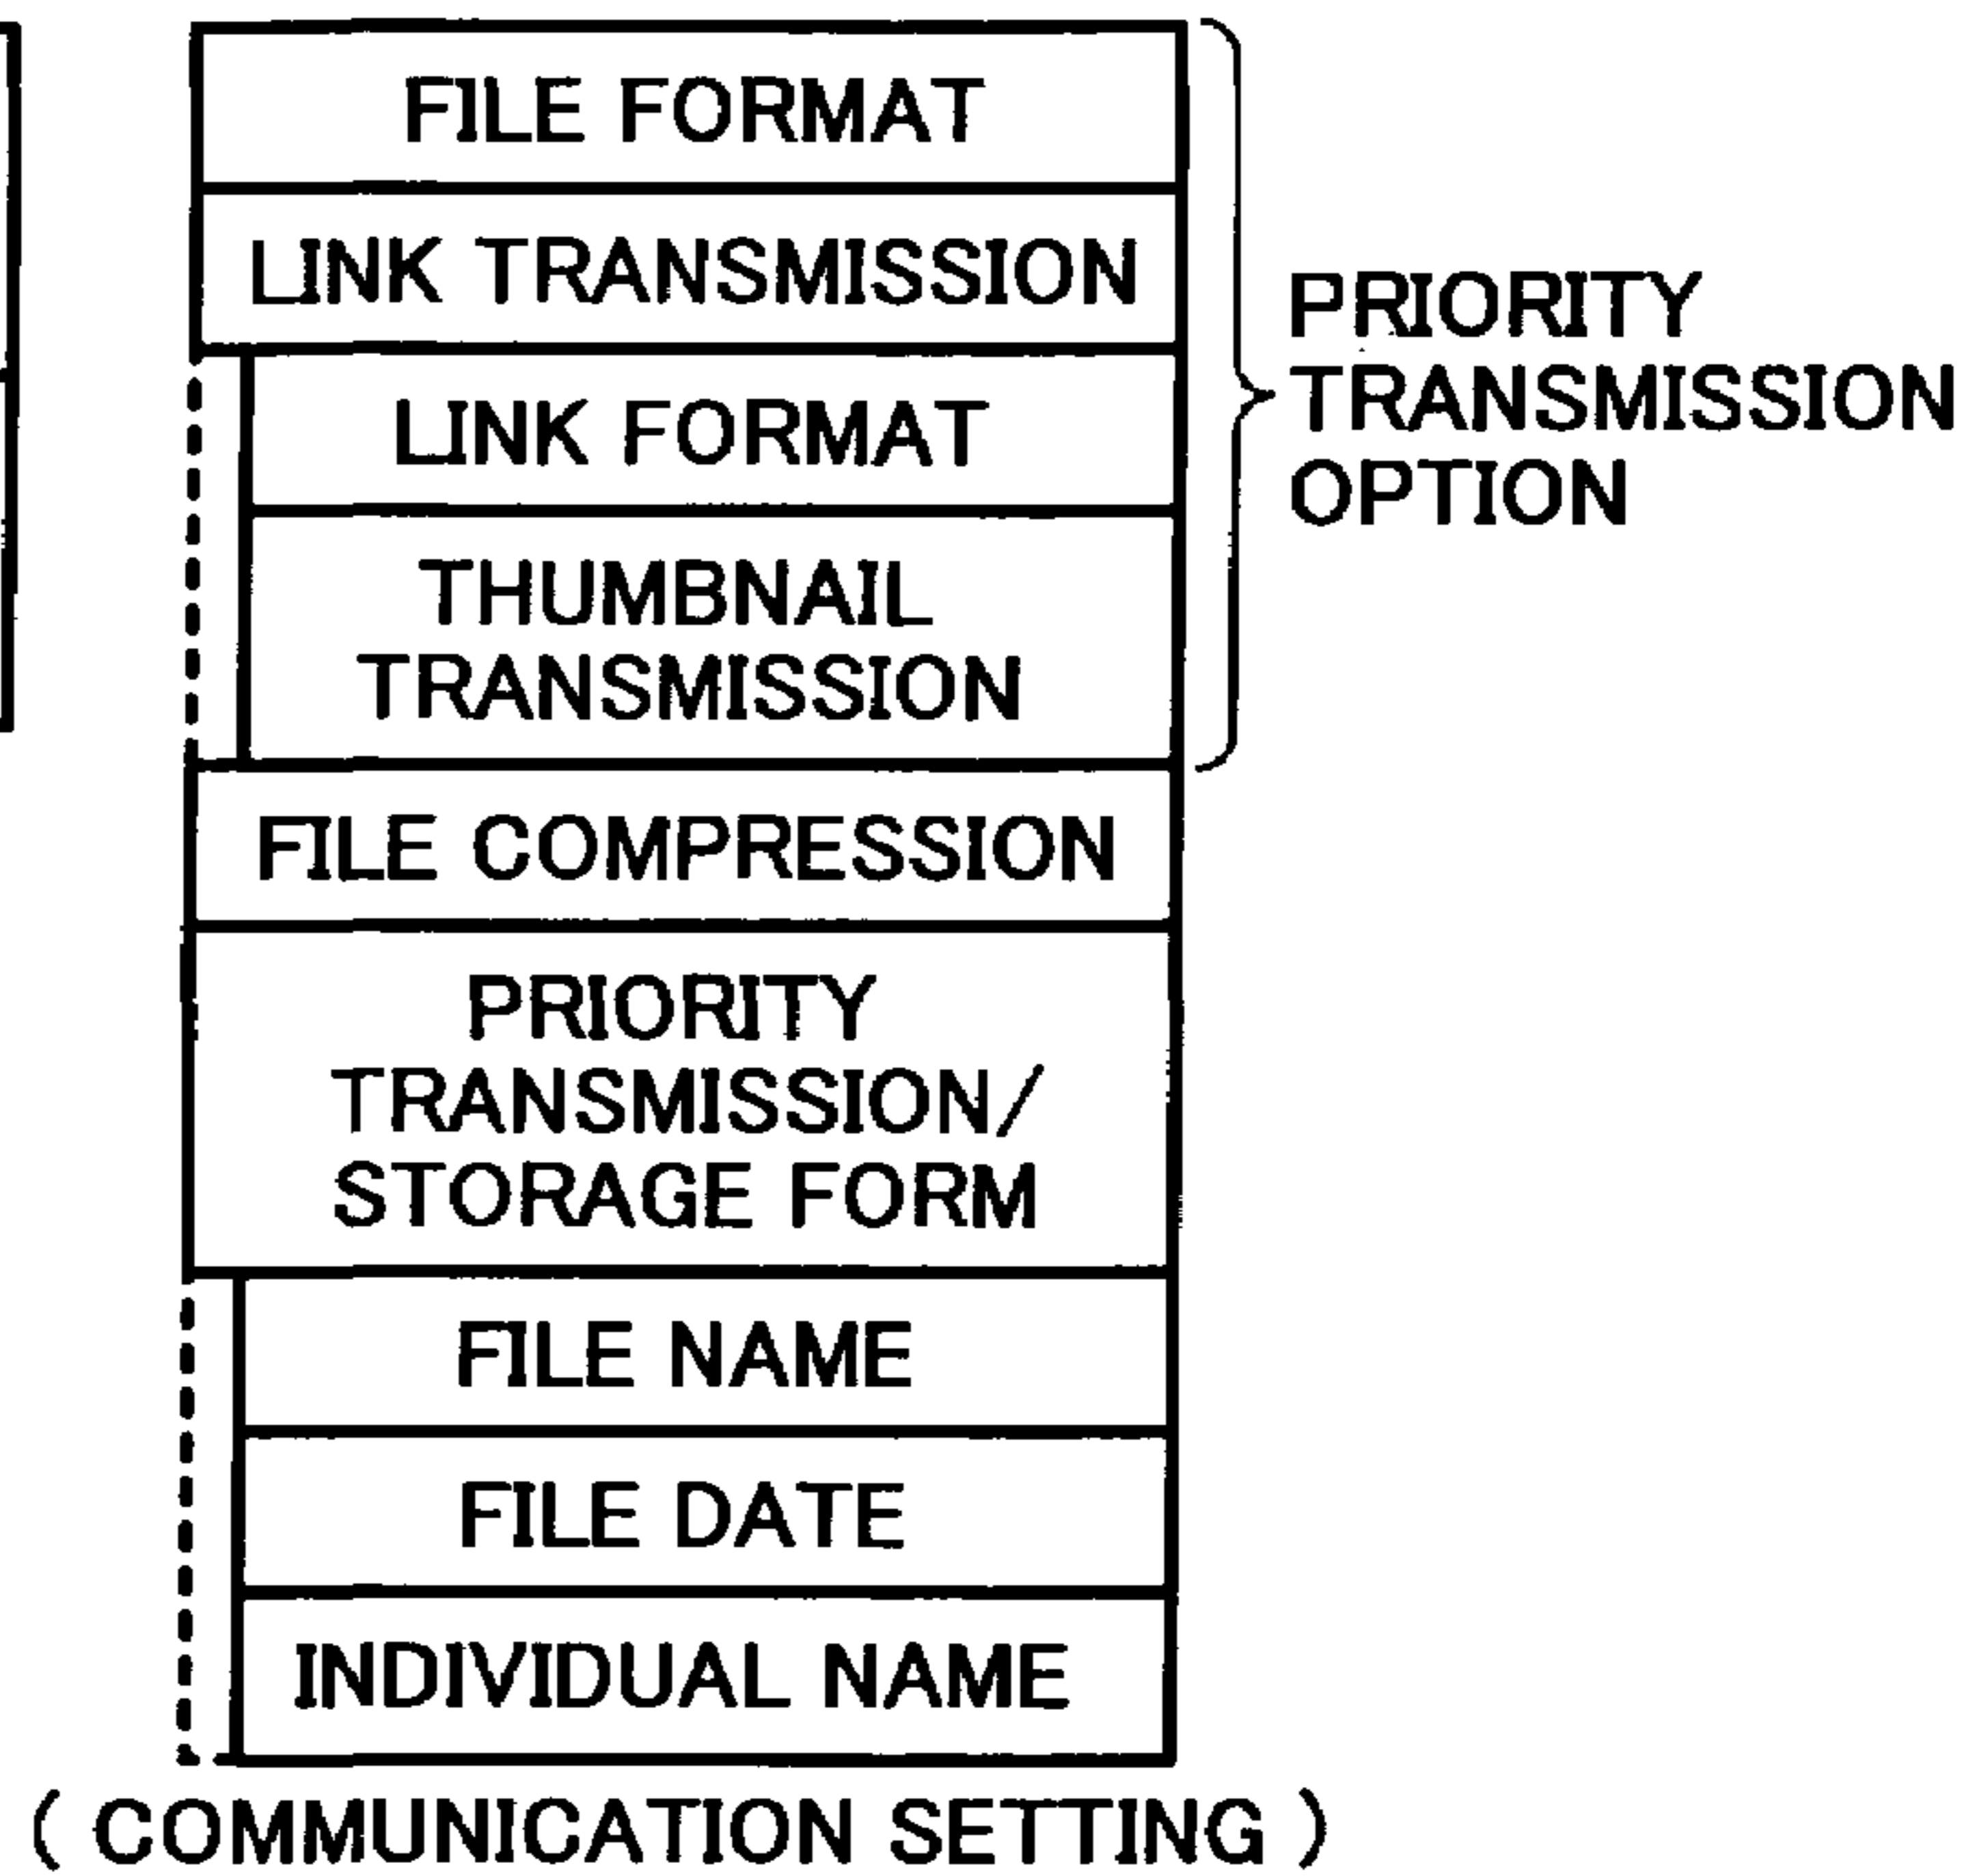 FILE FORMAT
LINK TRANSMISSION
LINK FORMAT
THUMBNAIL
TRANSMISSION
PRIORITY
TRANSMISSION
OPTION
FILE COMPRESSION
PRIORITY
TRANSMISSION/
STORAGE FORM
FILE NAME
FILE DATE
INDIVIDUAL NAME
( COMMUNICATION SETTING )